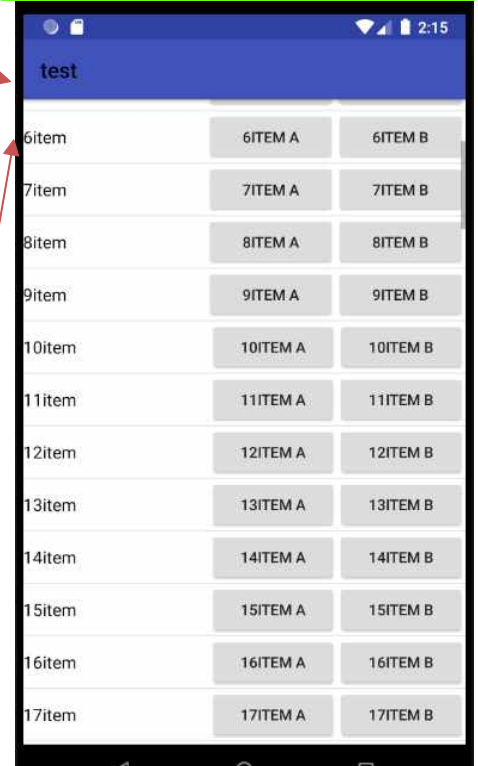 2:15
test
6item 6ITEM A 6ITEM B
7item 7ITEM A 7ITEM B
8item 8ITEM A 8ITEM B
9item 9ITEM A 9ITEM B
10item 10ITEM A 10ITEM B
11item 11ITEM A 11ITEM B
12item 12ITEM A 12ITEM B
13item 13ITEM A 13ITEM B
14item 14ITEM A 14ITEM B
15item 15ITEM A 15ITEM B
16item 16ITEM A 16ITEM B
17item 17ITEM A 17ITEM B